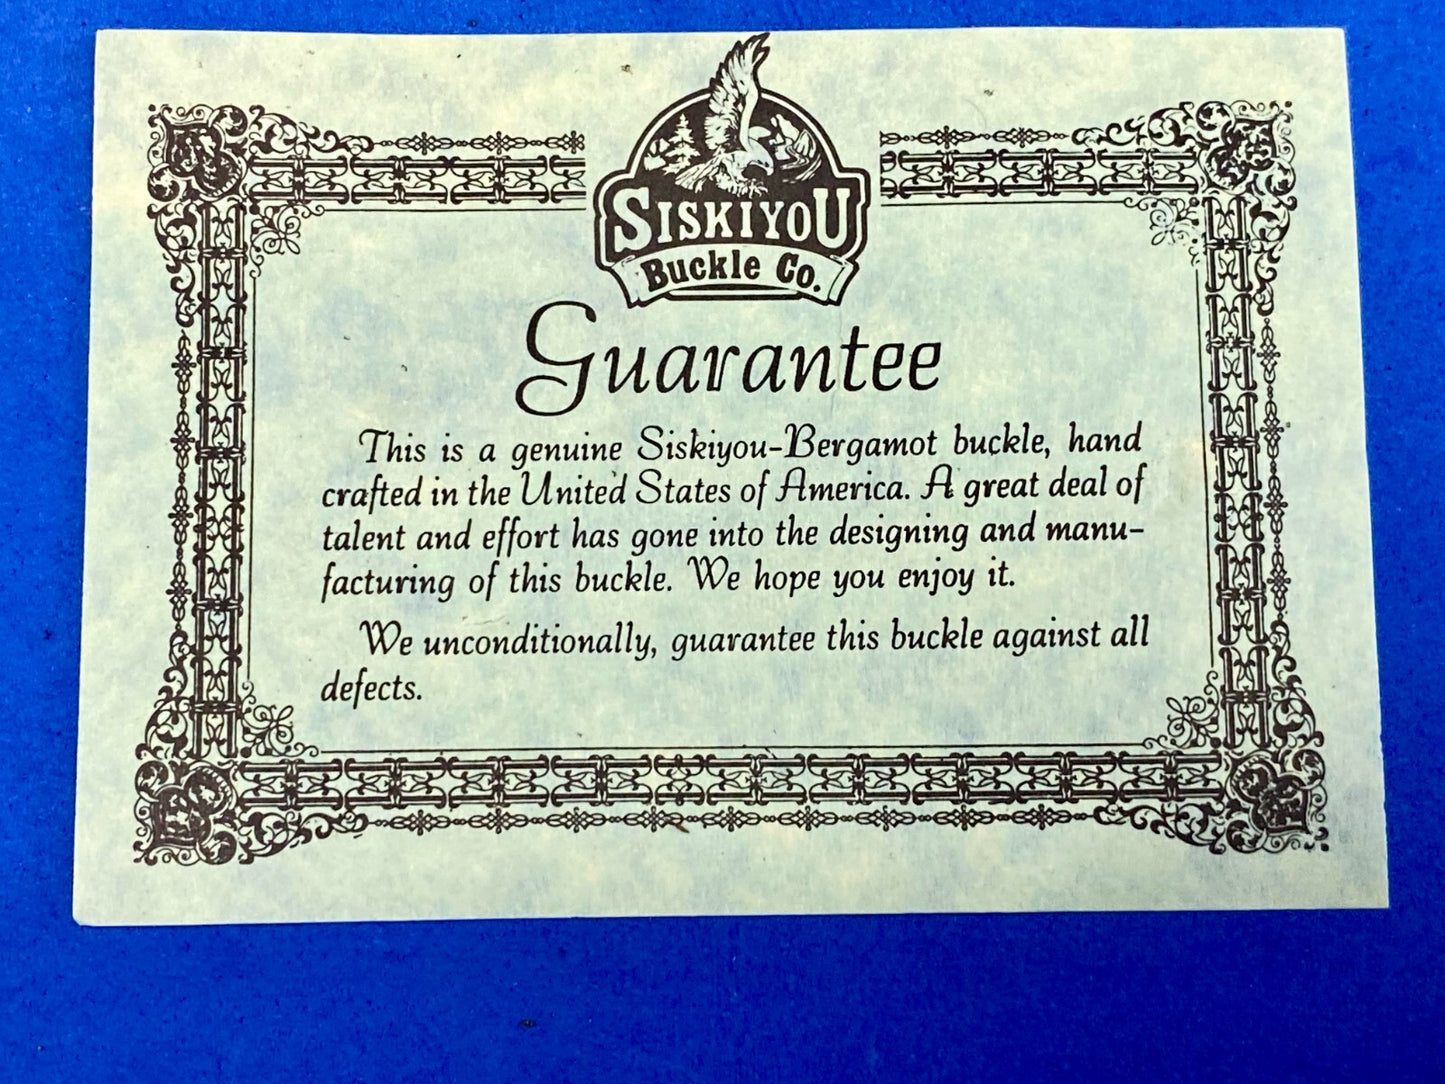 SISKIYOU
Buckle Co.
Guarantee
This is a genuine Siskiyou-Bergamot buckle, hand
crafted in the United States of America. A great deal of
talent and effort has gone into the designing and manu-
facturing of this buckle. We hope you enjoy it.
We unconditionally, guarantee this buckle against all
defects.